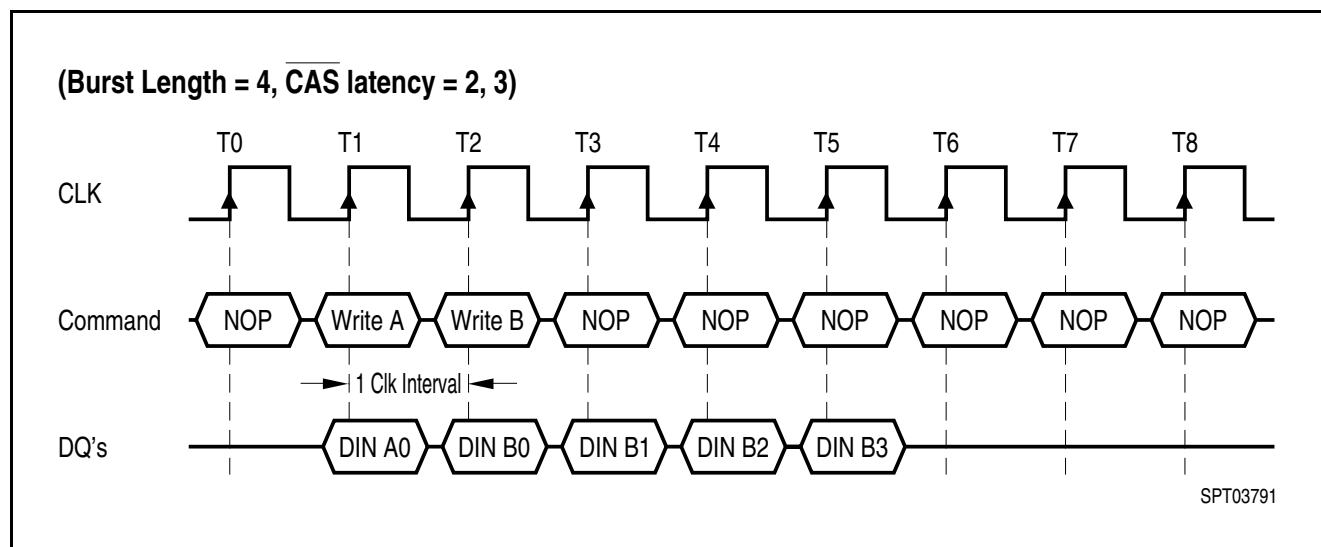 (Burst Length = 4, CAS latency = 2, 3)
T0 T1 T2 T3 T4 T5 T6 T7 T8
CLK
Command NOP Write A Write B NOP NOP NOP NOP NOP NOP
1 Clk Interval
DQ's DIN A0 DIN B0 DIN B1 DIN B2 DIN B3
SPT03791